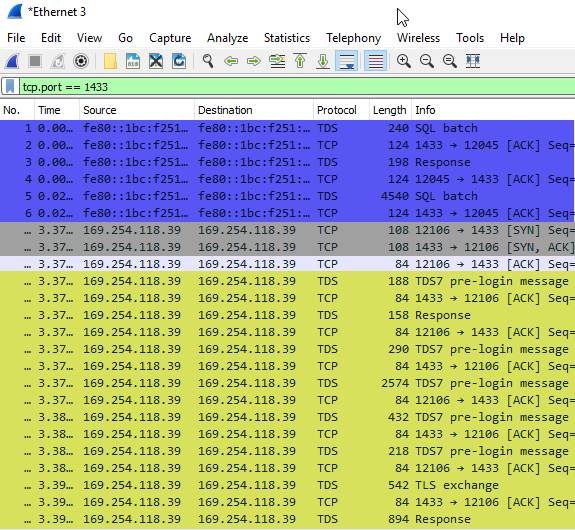 *Ethernet 3
File Edit View Go Capture Analyze Statistics Telephony Wireless Tools Help
tcp.port == 1433
No. Time Source Destination Protocol Length Info
1 0.00… fe80::1bc:f251… fe80::1bc:f251:… TDS 240 SQL batch
2 0.00… fe80::1bc:f251… fe80::1bc:f251:… TCP 124 1433 → 12045 [ACK] Seq=
3 0.00… fe80::1bc:f251… fe80::1bc:f251:… TDS 198 Response
4 0.00… fe80::1bc:f251… fe80::1bc:f251:… TCP 124 12045 → 1433 [ACK] Seq=
5 0.02… fe80::1bc:f251… fe80::1bc:f251:… TDS 4540 SQL batch
6 0.02… fe80::1bc:f251… fe80::1bc:f251:… TCP 124 1433 → 12045 [ACK] Seq=
… 3.37… 169.254.118.39 169.254.118.39 TCP 108 12106 → 1433 [SYN] Seq=
… 3.37… 169.254.118.39 169.254.118.39 TCP 108 1433 → 12106 [SYN, ACK]
… 3.37… 169.254.118.39 169.254.118.39 TCP 84 12106 → 1433 [ACK] Seq=
… 3.37… 169.254.118.39 169.254.118.39 TDS 188 TDS7 pre-login message
… 3.37… 169.254.118.39 169.254.118.39 TCP 84 1433 → 12106 [ACK] Seq=
… 3.37… 169.254.118.39 169.254.118.39 TDS 158 Response
… 3.37… 169.254.118.39 169.254.118.39 TCP 84 12106 → 1433 [ACK] Seq=
… 3.37… 169.254.118.39 169.254.118.39 TDS 290 TDS7 pre-login message
… 3.37… 169.254.118.39 169.254.118.39 TCP 84 1433 → 12106 [ACK] Seq=
… 3.37… 169.254.118.39 169.254.118.39 TDS 2574 TDS7 pre-login message
… 3.37… 169.254.118.39 169.254.118.39 TCP 84 12106 → 1433 [ACK] Seq=
… 3.38… 169.254.118.39 169.254.118.39 TDS 432 TDS7 pre-login message
… 3.38… 169.254.118.39 169.254.118.39 TCP 84 1433 → 12106 [ACK] Seq=
… 3.38… 169.254.118.39 169.254.118.39 TDS 218 TDS7 pre-login message
… 3.38… 169.254.118.39 169.254.118.39 TCP 84 12106 → 1433 [ACK] Seq=
… 3.39… 169.254.118.39 169.254.118.39 TDS 542 TLS exchange
… 3.39… 169.254.118.39 169.254.118.39 TCP 84 1433 → 12106 [ACK] Seq=
… 3.39… 169.254.118.39 169.254.118.39 TDS 894 Response